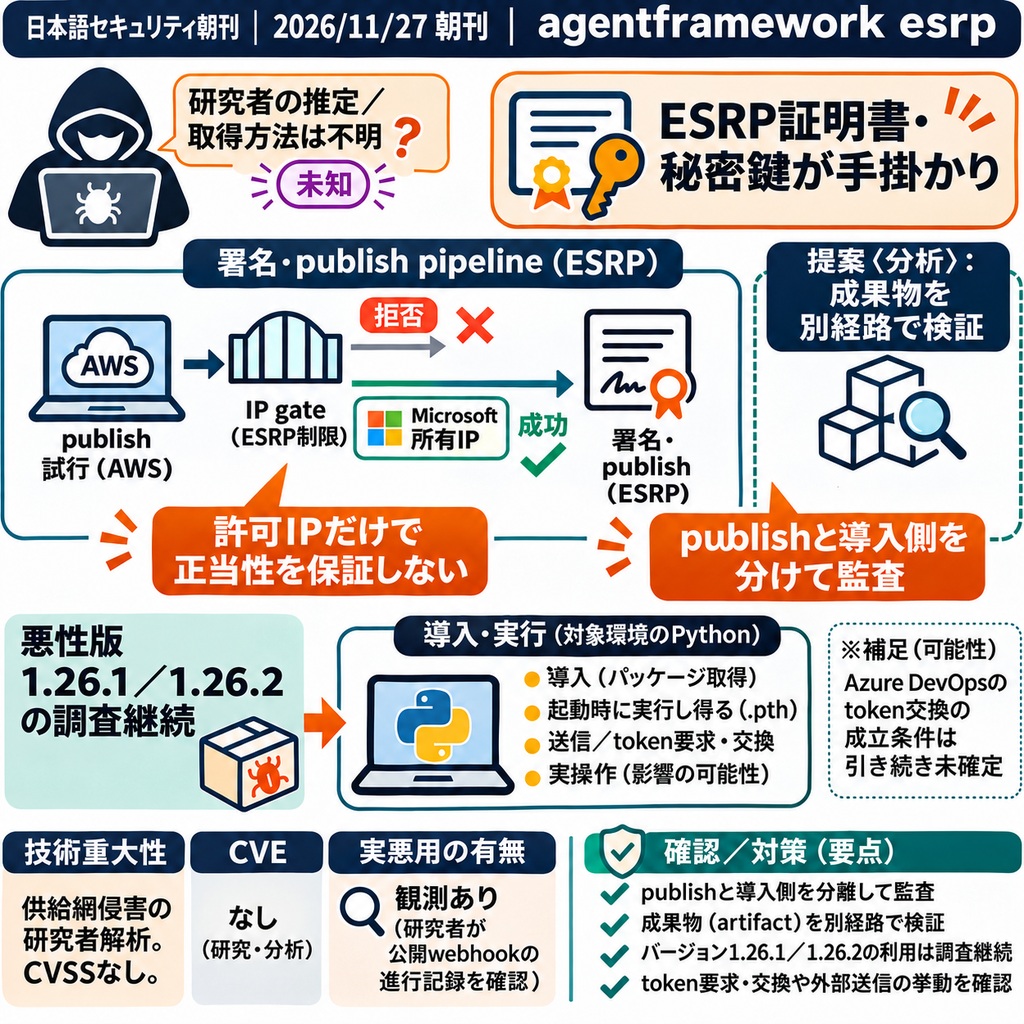 日本語セキュリティ朝刊 | 2026/11/27 朝刊 | agentframework esrp
研究者の推定/
取得方法は不明
?
未知
ESRP証明書・
秘密鍵が手掛かり
署名・publish pipeline (ESRP)
AWS
publish
試行(AWS)
IP gate
(ESRP制限)
拒否
Microsoft
所有IP
成功
署名・
publish
(ESRP)
許可IPだけで
正当性を保証しない
提案〈分析〉:
成果物を
別経路で検証
publishと導入側を
分けて監査
悪性版
1.26.1/1.26.2
の調査継続
導入・実行(対象環境のPython)
導入(パッケージ取得)
起動時に実行し得る(.pth)
送信/token要求・交換
実操作(影響の可能性)
※補足(可能性)
Azure DevOpsの
token交換の
成立条件は
引き続き未確定
技術重大性
供給網侵害の
研究者解析。
CVSSなし。
CVE
なし
(研究・分析)
実悪用の有無
観測あり
(研究者が
公開webhookの
進行記録を確認)
確認/対策(要点)
publishと導入側を分離して監査
成果物(artifact)を別経路で検証
バージョン1.26.1/1.26.2の利用は調査継続
token要求・交換や外部送信の挙動を確認